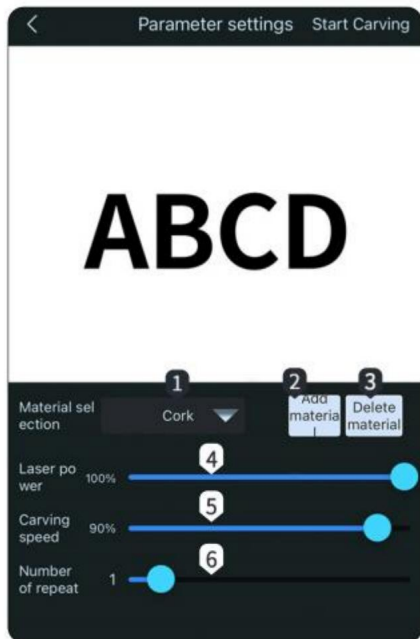 Parameter settings Start Carving
ABCD
1 2 3
Material sel
ection
Cork
Add
materia
l
Delete
material
4
Laser po
wer
100%
5
Carving
speed
90%
6
Number
of repeat
1